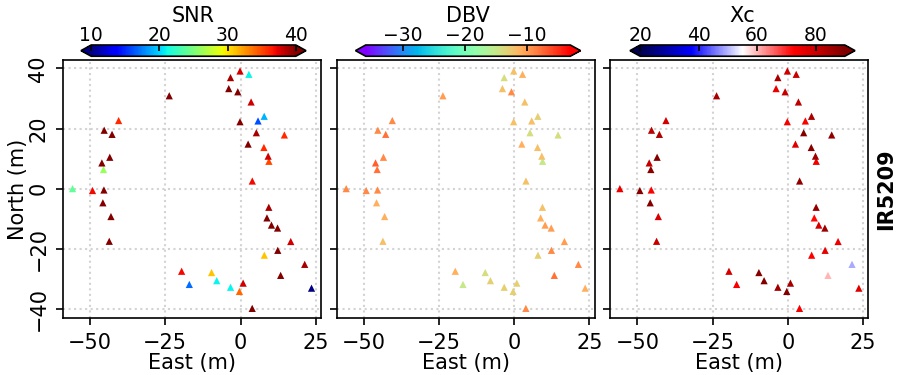 SNR DBV Xc
10 20 30 40 −30 −20 −10 20 40 60 80
40
20
0
−20
−40
North (m)
−50 −25 0 25 −50 −25 0 25 −50 −25 0 25
East (m) East (m) East (m)
IR5209